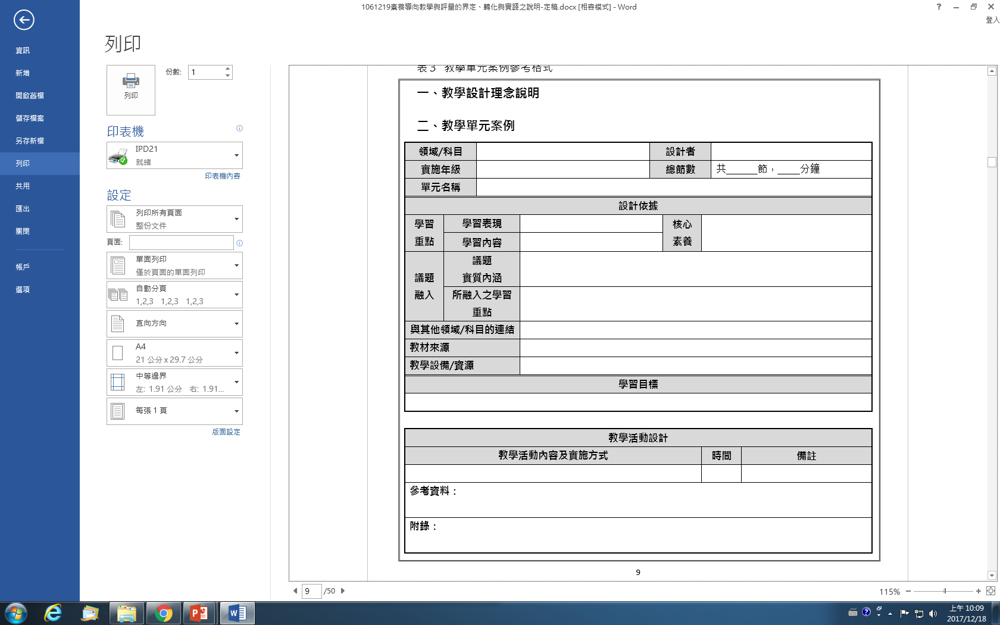 1061219素養導向教學與評量的界定、轉化與實踐之說明-定稿.docx [相容模式] - Word
登入
資訊
新增
開啟舊檔
儲存檔案
另存新檔
列印
共用
匯出
關閉
帳戶
選項
列印
列印
份數: 1
印表機
IPD21
就緒
印表機內容
設定
列印所有頁面
整份文件
頁面:
單面列印
僅於頁面的單面列印
自動分頁
1,2,3 1,2,3 1,2,3
直向方向
A4
21 公分 x 29.7 公分
中等邊界
左: 1.91 公分 右: 1.91...
每張 1 頁
版面設定
表 3 教學單元案例參考格式
一、教學設計理念說明
二、教學單元案例
領域/科目 設計者
實施年級 總節數 共______節，____分鐘
單元名稱
設計依據
學習重點 學習表現 核心素養
學習內容
議題融入 議題實質內涵
所融入之學習重點
與其他領域/科目的連結
教材來源
教學設備/資源
學習目標
教學活動設計
教學活動內容及實施方式 時間 備註
參考資料：
附錄：
9
9 /50
115%
上午 10:09
2017/12/18